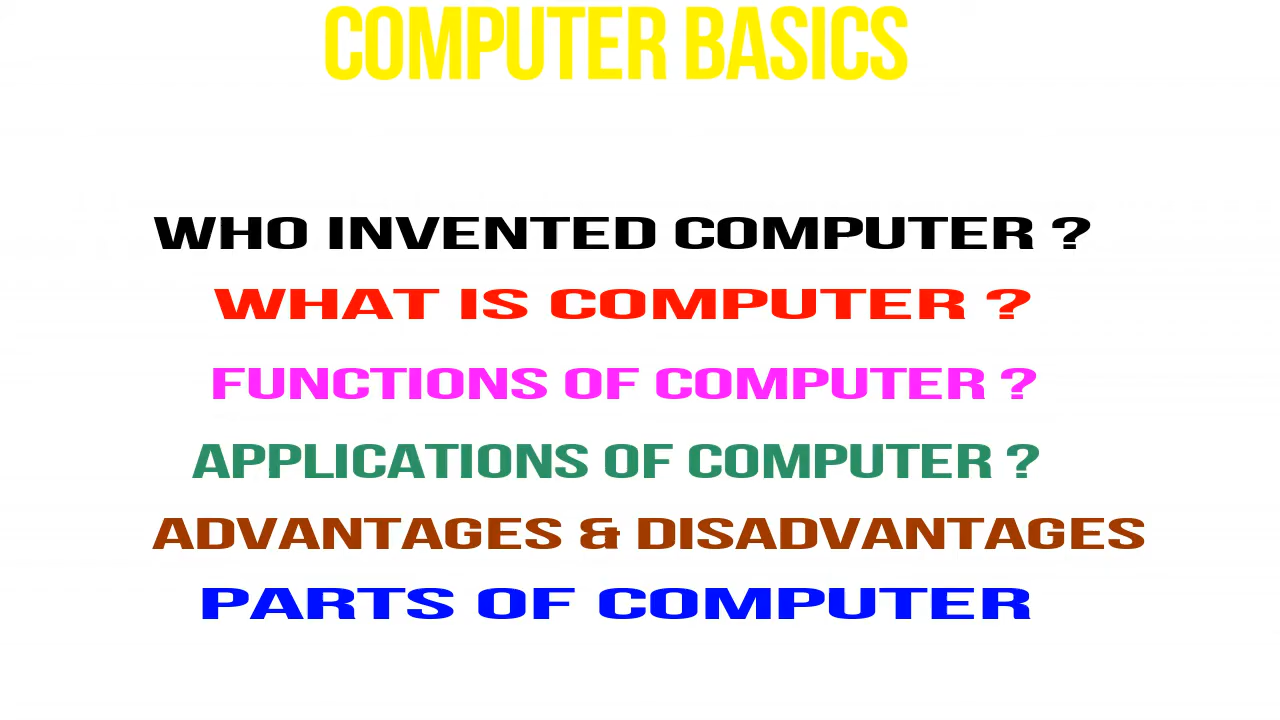 COMPUTER BASICS
WHO INVENTED COMPUTER ?
WHAT IS COMPUTER ?
FUNCTIONS OF COMPUTER ?
APPLICATIONS OF COMPUTER ?
ADVANTAGES & DISADVANTAGES
PARTS OF COMPUTER